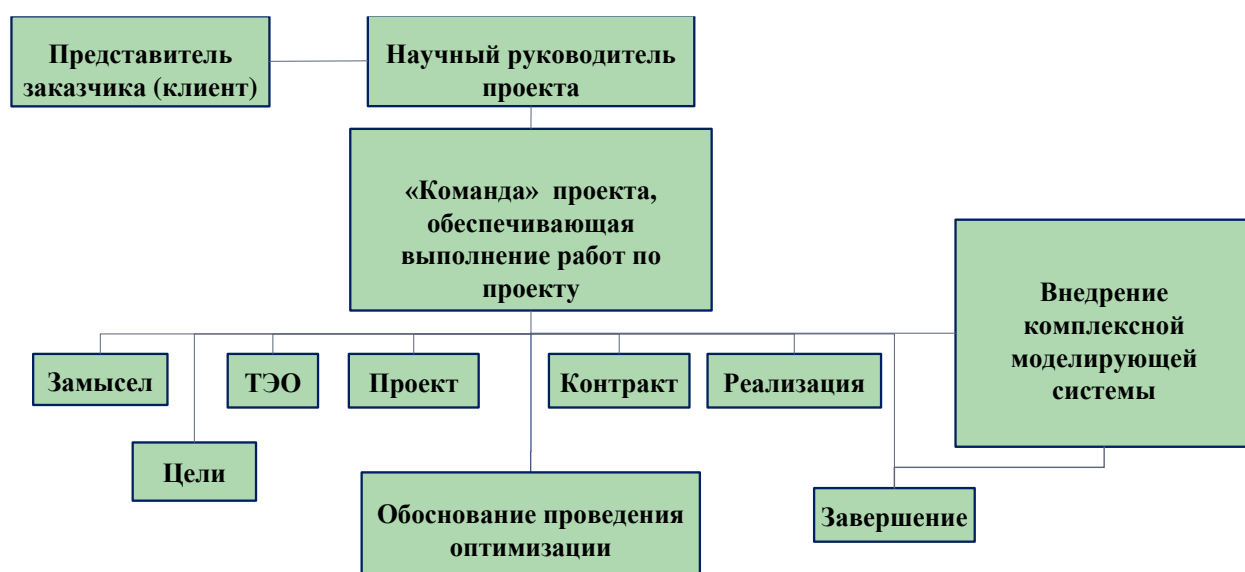 Представитель
заказчика (клиент)
Научный руководитель
проекта
«Команда» проекта,
обеспечивающая
выполнение работ по
проекту
Внедрение
комплексной
моделирующей
системы
Замысел
ТЭО
Проект
Контракт
Реализация
Цели
Обоснование проведения
оптимизации
Завершение